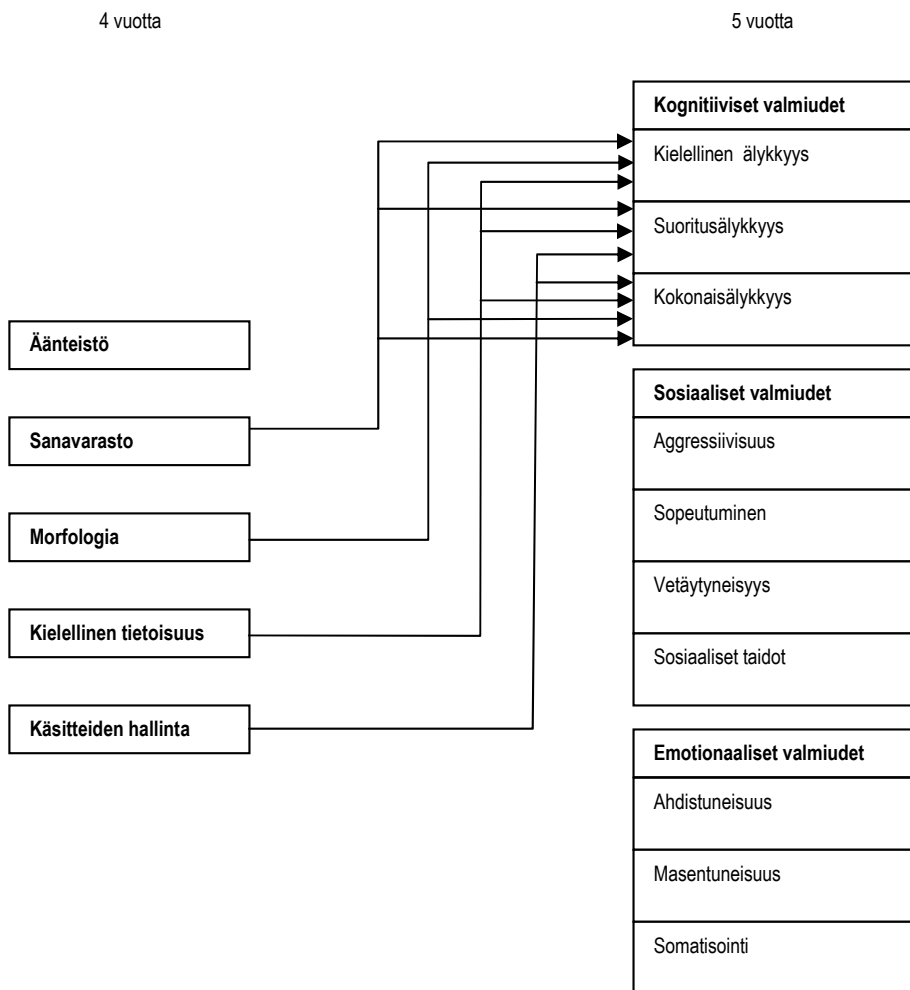 4 vuotta
5 vuotta
Äänteistö
Sanavarasto
Morfologia
Kielellinen tietoisuus
Käsitteiden hallinta
Kognitiiviset valmiudet
Kielellinen älykkyys
Suoritusälykkyys
Kokonaisälykkyys
Sosiaaliset valmiudet
Aggressiivisuus
Sopeutuminen
Vetäytyneisyys
Sosiaaliset taidot
Emotionaaliset valmiudet
Ahdistuneisuus
Masentuneisuus
Somatisointi